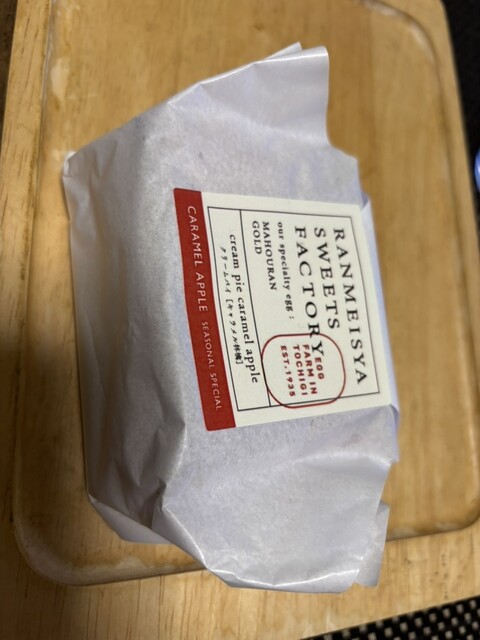 RANMEISYA
SWEETS
FACTORY
EGG
FARM IN
TOCHIGI
EST.1935
our specialty egg :
MAHOURAN
GOLD
cream pie caramel apple
クリームパイ［キャラメル林檎］
CARAMEL APPLE SEASONAL SPECIAL